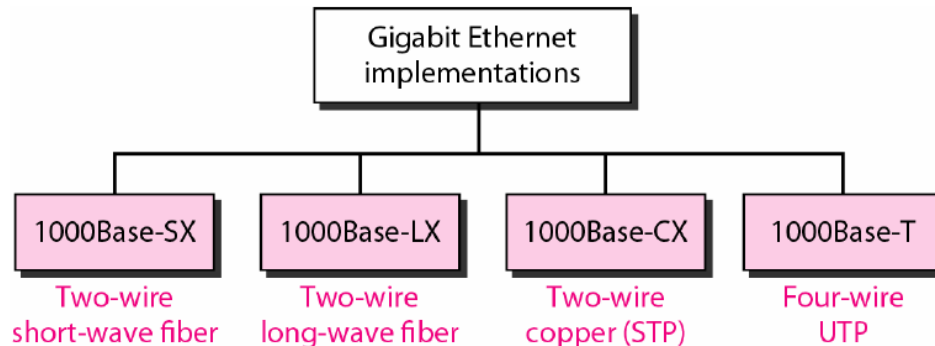 Gigabit Ethernet
implementations
1000Base-SX
1000Base-LX
1000Base-CX
1000Base-T
Two-wire
short-wave fiber
Two-wire
long-wave fiber
Two-wire
copper (STP)
Four-wire
UTP